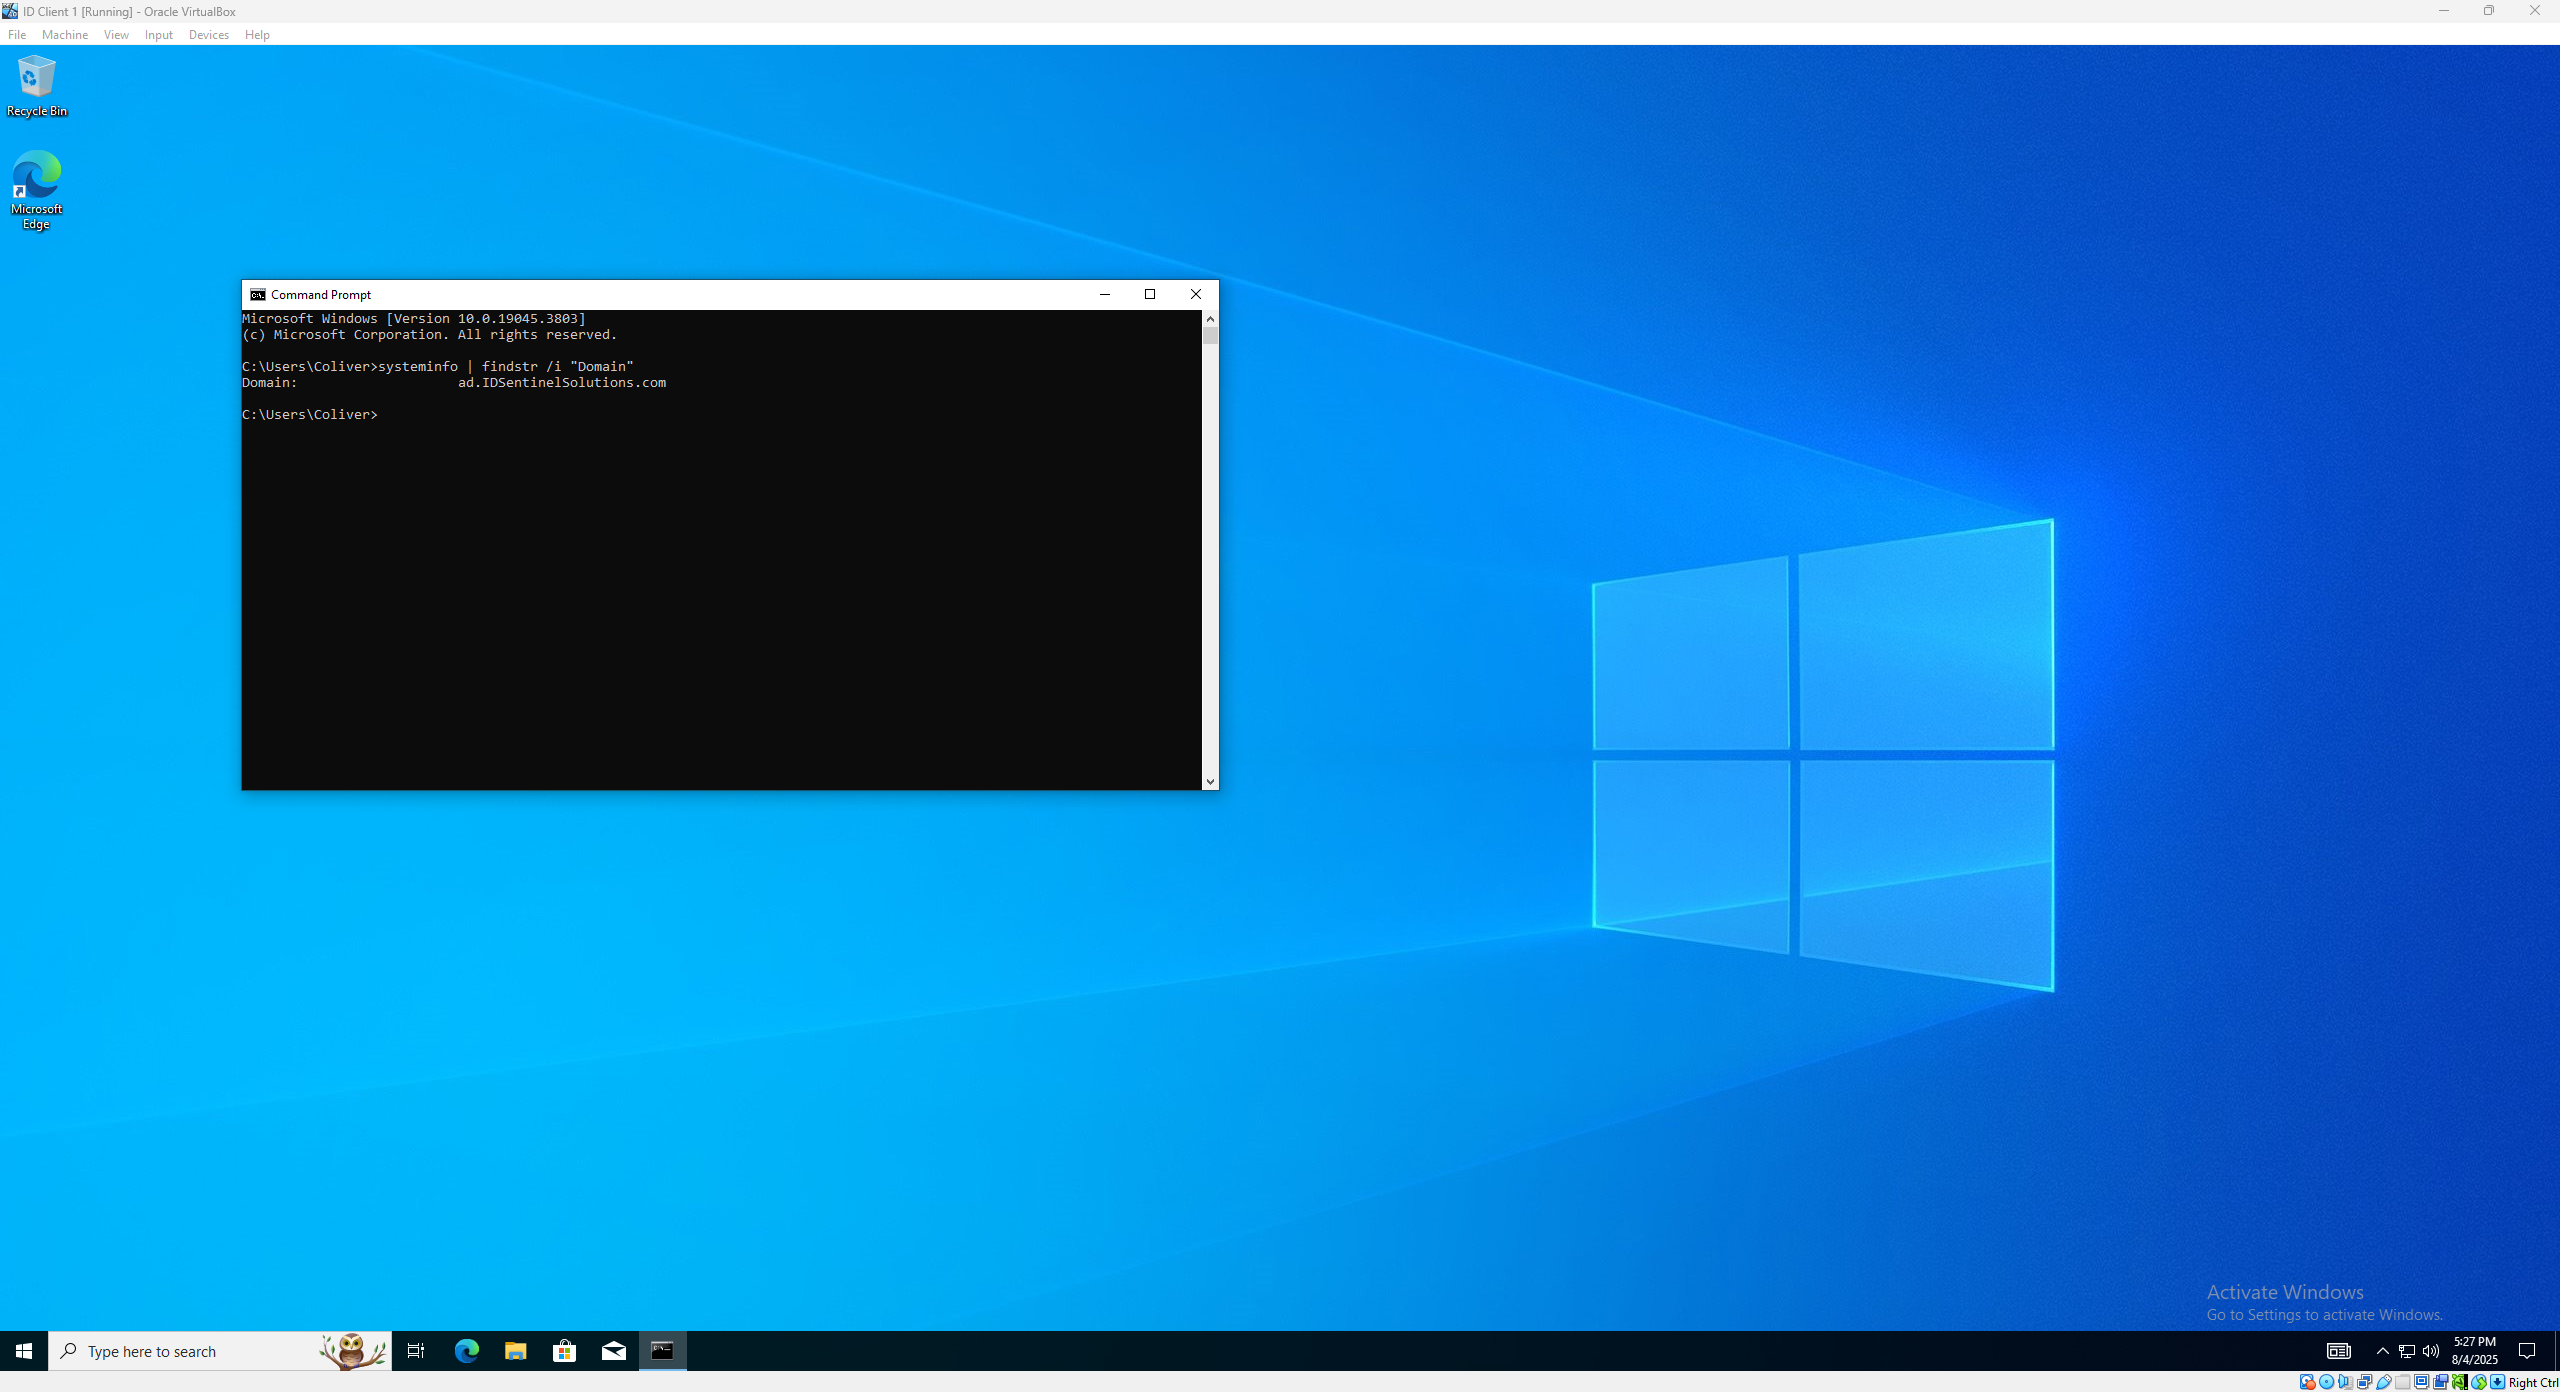 ID Client 1 [Running] - Oracle VirtualBox
File Machine View Input Devices Help
Recycle Bin
Microsoft
Edge
Command Prompt
Microsoft Windows [Version 10.0.19045.3803]
(c) Microsoft Corporation. All rights reserved.
C:\Users\Coliver>systeminfo | findstr /i "Domain"
Domain: ad.IDSentinelSolutions.com
C:\Users\Coliver>
Activate Windows
Go to Settings to activate Windows.
Type here to search
5:27 PM
8/4/2025
Right Ctrl